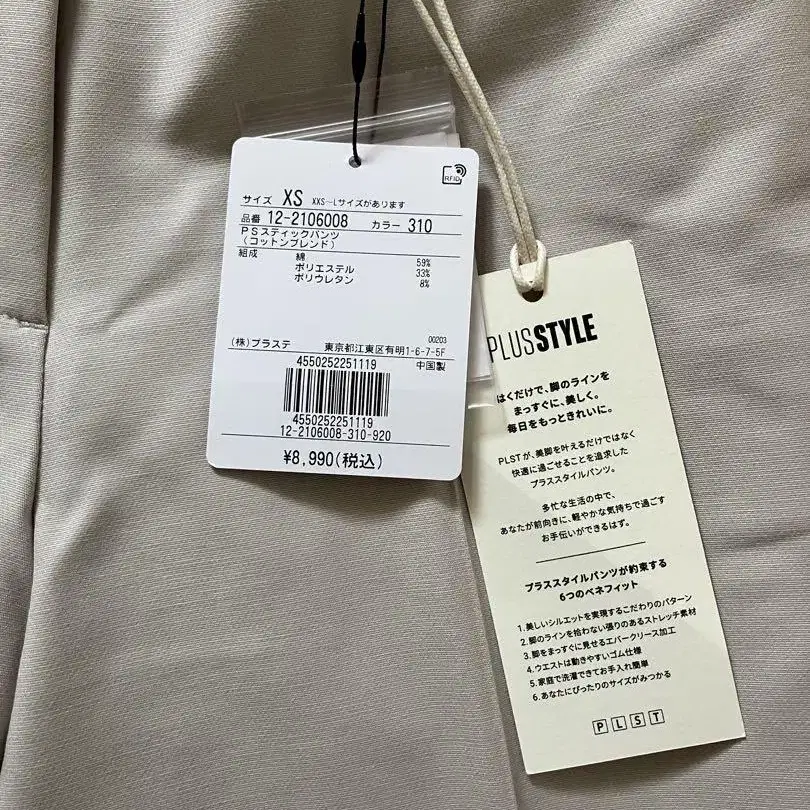 RFID
サイズ XS XXS~Lサイズがあります
品番 12-2106008 カラー 310
PSスティックパンツ
(コットンブレンド)
組成 綿 59%
ポリエステル 33%
ポリウレタン 8%
00203
(株)プラステ 東京都江東区有明1-6-7-5F
4550252251119 中国製
4550252251119
12-2106008-310-920
¥8,990(税込)
PLUSSTYLE
はくだけで、脚のラインを
まっすぐに、美しく。
毎日をもっときれいに。
PLSTが、美脚を叶えるだけではなく
快適に過ごせることを追求した
プラススタイルパンツ。
多忙な生活の中で、
あなたが前向きに、軽やかな気持ちで過ごす
お手伝いができるはず。
プラススタイルパンツが約束する
6つのベネフィット
1.美しいシルエットを実現するこだわりのパターン
2.脚のラインを拾わない張りのあるストレッチ素材
3.脚をまっすぐに見せるエバークリース加工
4.ウエストは動きやすいゴム仕様
5.家庭で洗濯できてお手入れ簡単
6.あなたにぴったりのサイズがみつかる
PLST